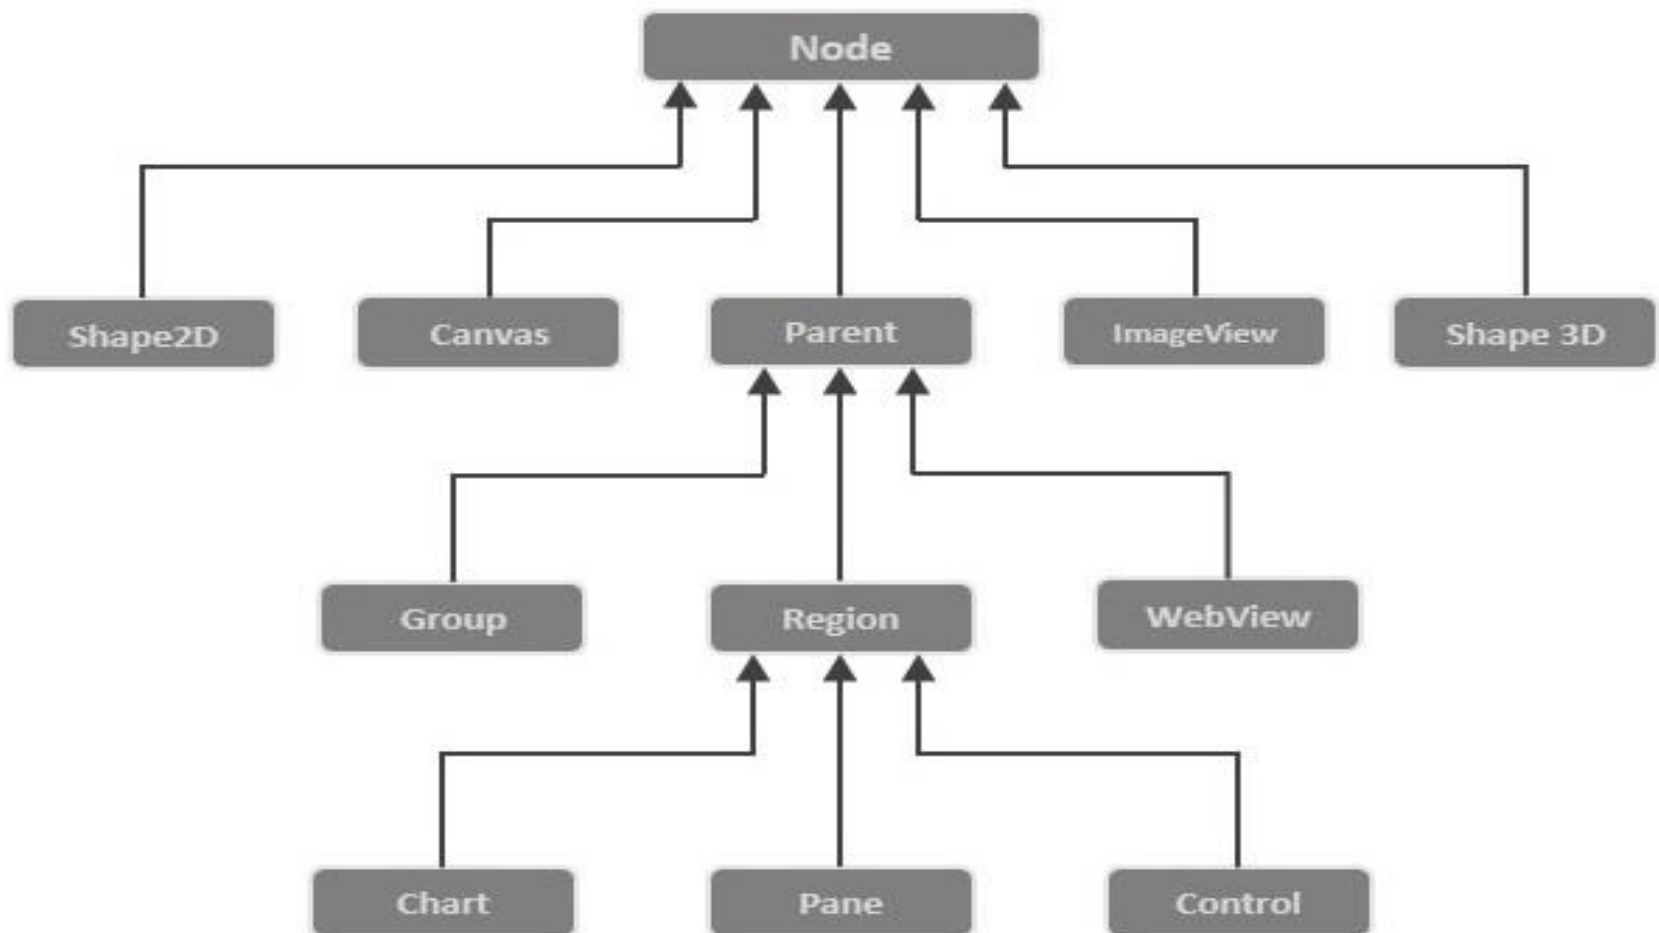 Node
Shape2D
Canvas
Parent
ImageView
Shape 3D
Group
Region
WebView
Chart
Pane
Control